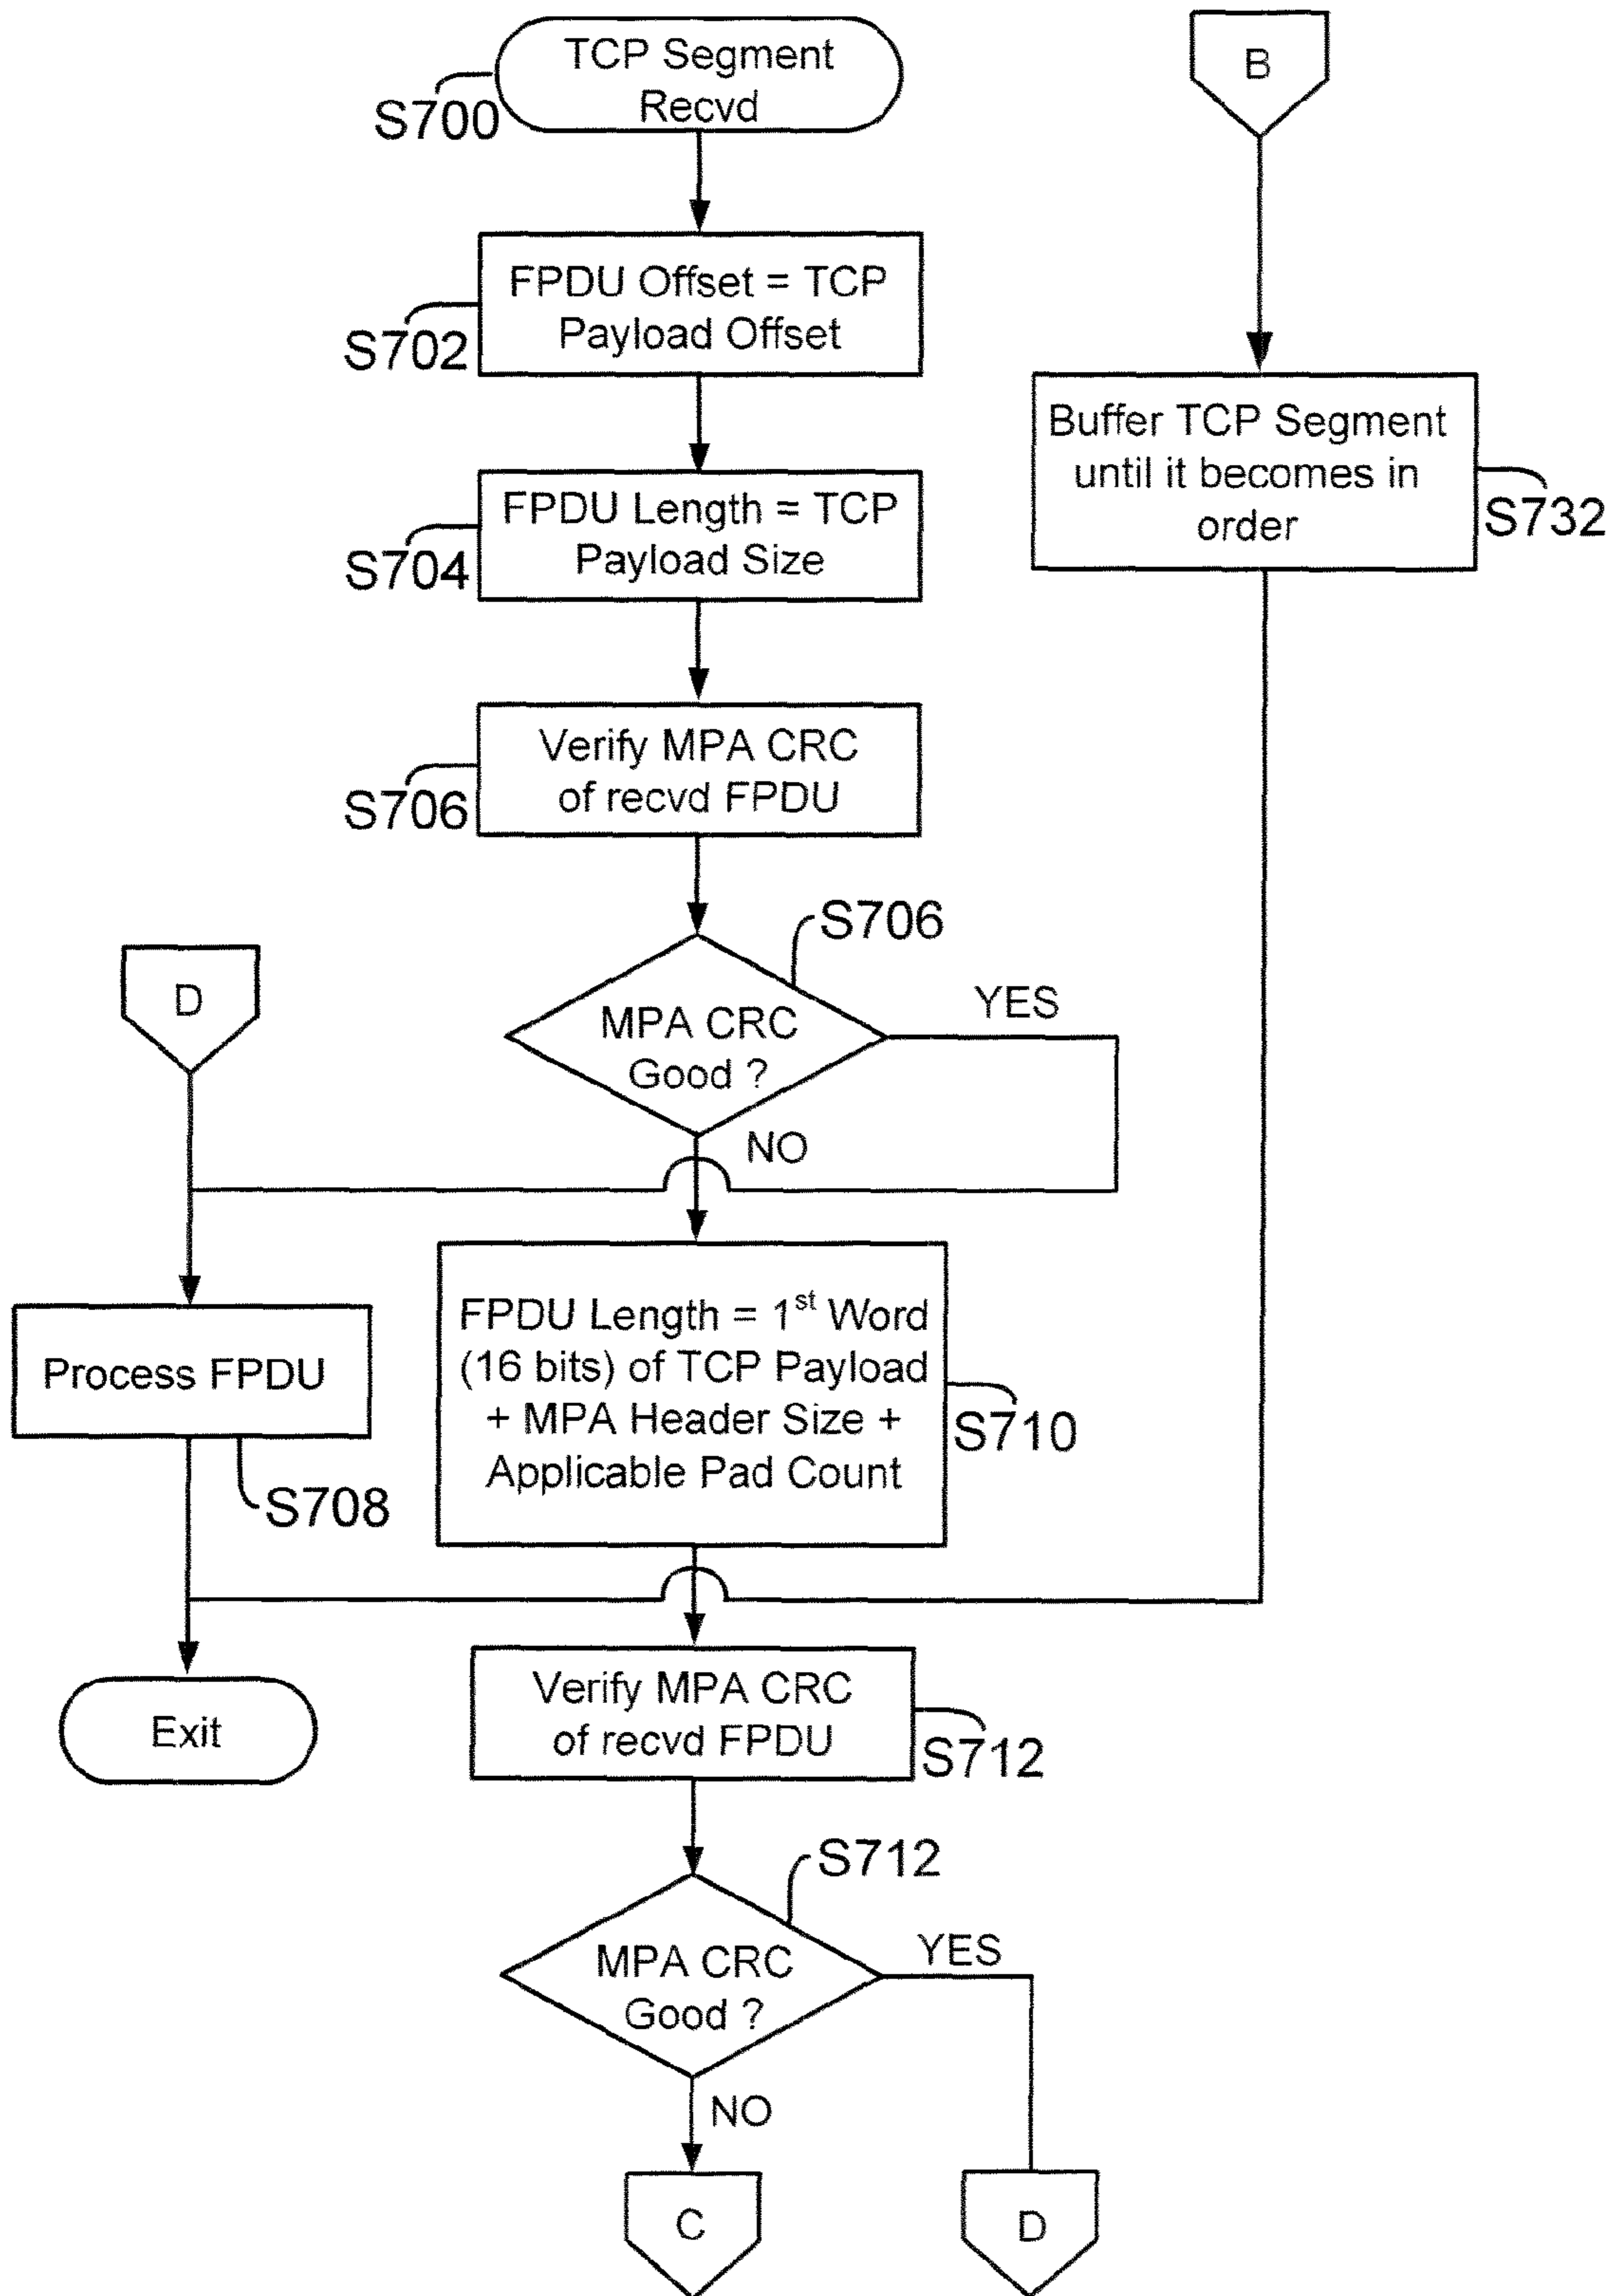 TCP Segment
Recvd
S700
B
FPDU Offset = TCP
Payload Offset
S702
Buffer TCP Segment
until it becomes in
order
S732
FPDU Length = TCP
Payload Size
S704
Verify MPA CRC
of recvd FPDU
S706
S706
D
MPA CRC
Good ?
YES
NO
Process FPDU
S708
FPDU Length = 1st Word
(16 bits) of TCP Payload
+ MPA Header Size +
Applicable Pad Count
S710
Exit
Verify MPA CRC
of recvd FPDU
S712
S712
MPA CRC
Good ?
YES
NO
C
D